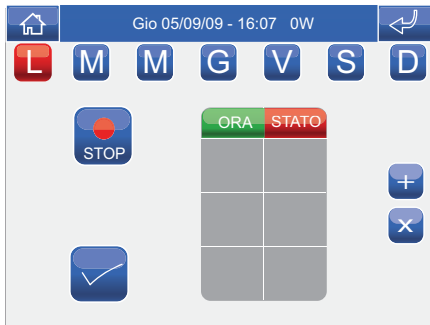 Gio 05/09/09 - 16:07 0W
L M M G V S D
STOP
ORA STATO
+
x